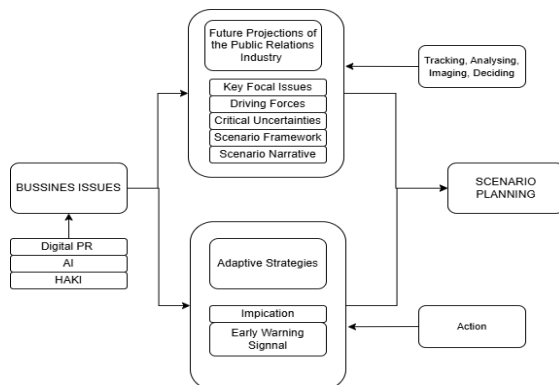 Future Projections of
the Public Relations
Industry
Key Focal Issues
Driving Forces
Critical Uncertainties
Scenario Framework
Scenario Narrative
Tracking, Analysing,
Imaging, Deciding
BUSSINES ISSUES
Digital PR
AI
HAKI
SCENARIO
PLANNING
Adaptive Strategies
Impication
Early Warning
Signnal
Action